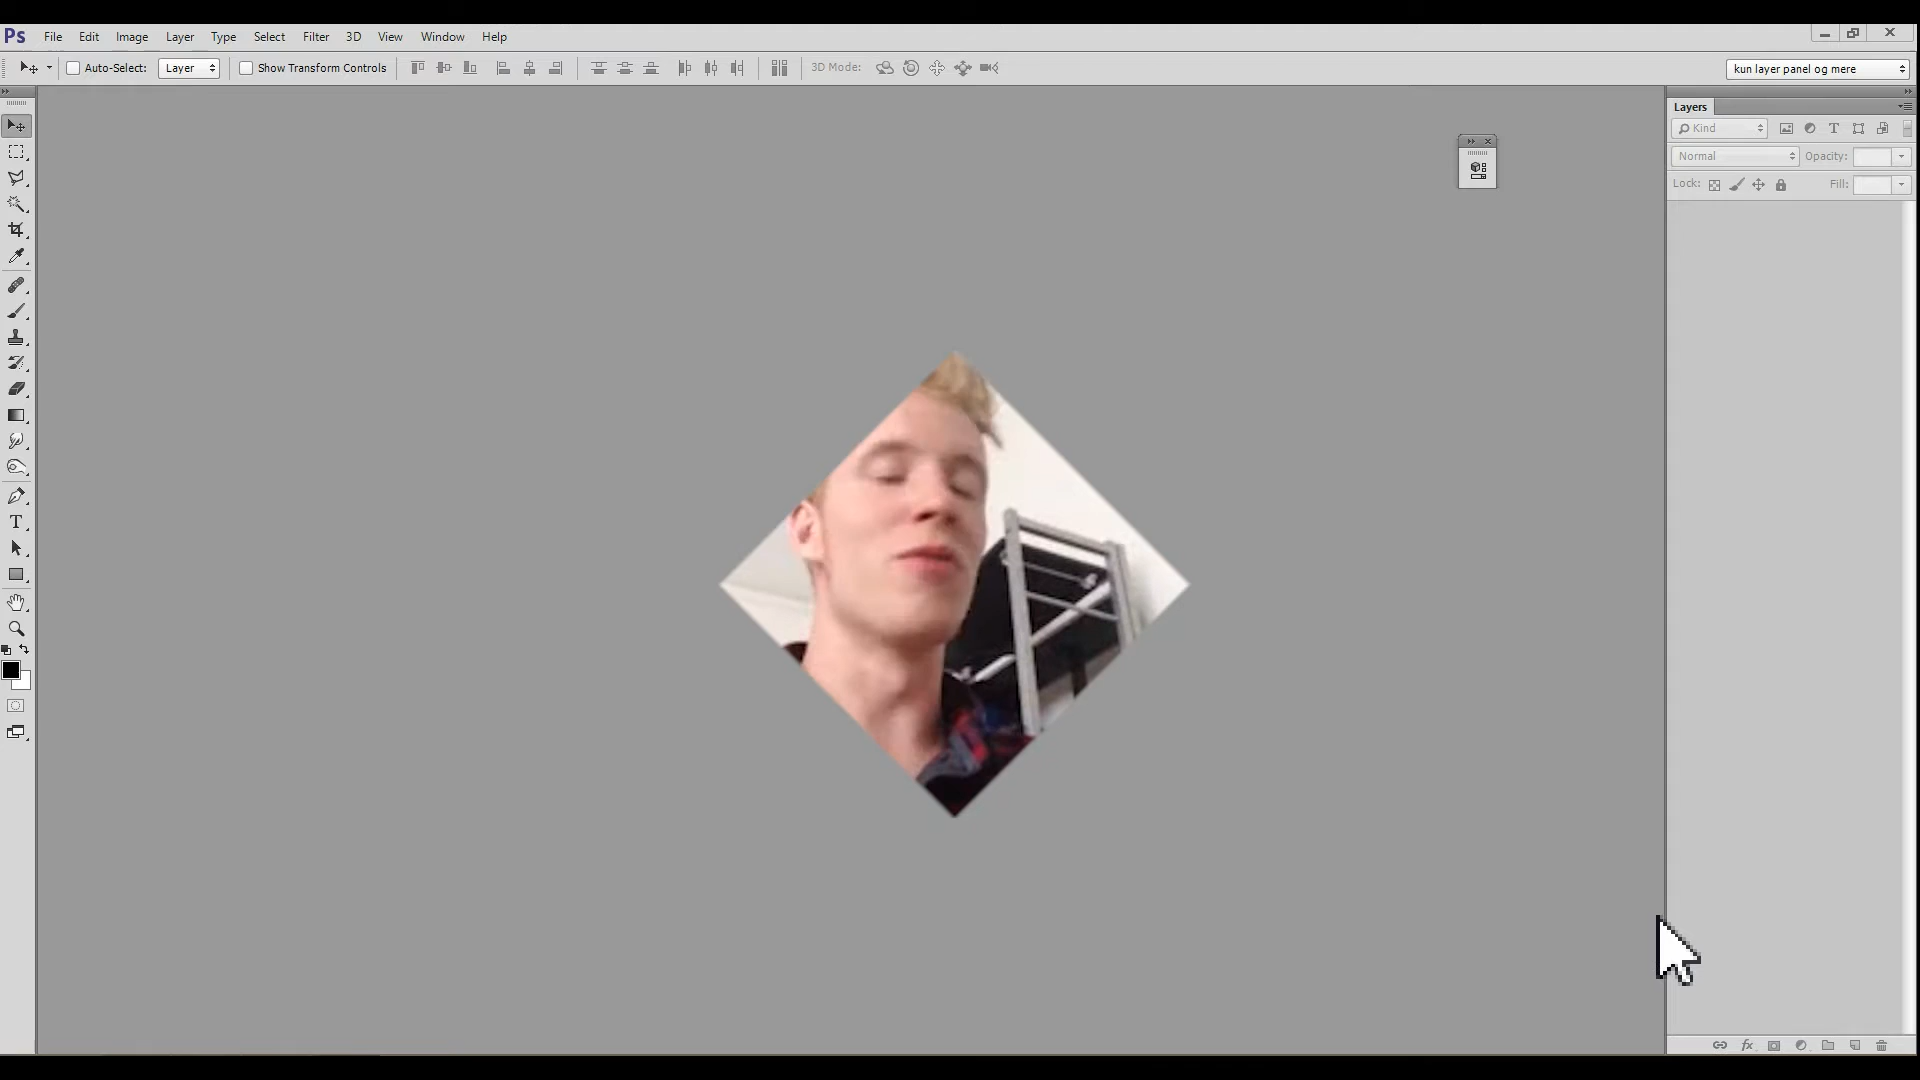 Ps File Edit Image Layer Type Select Filter 3D View Window Help
Auto-Select: Layer Show Transform Controls 3D Mode: kun layer panel og mere
Layers
Kind T
Normal Opacity:
Lock: Fill:
T
fx